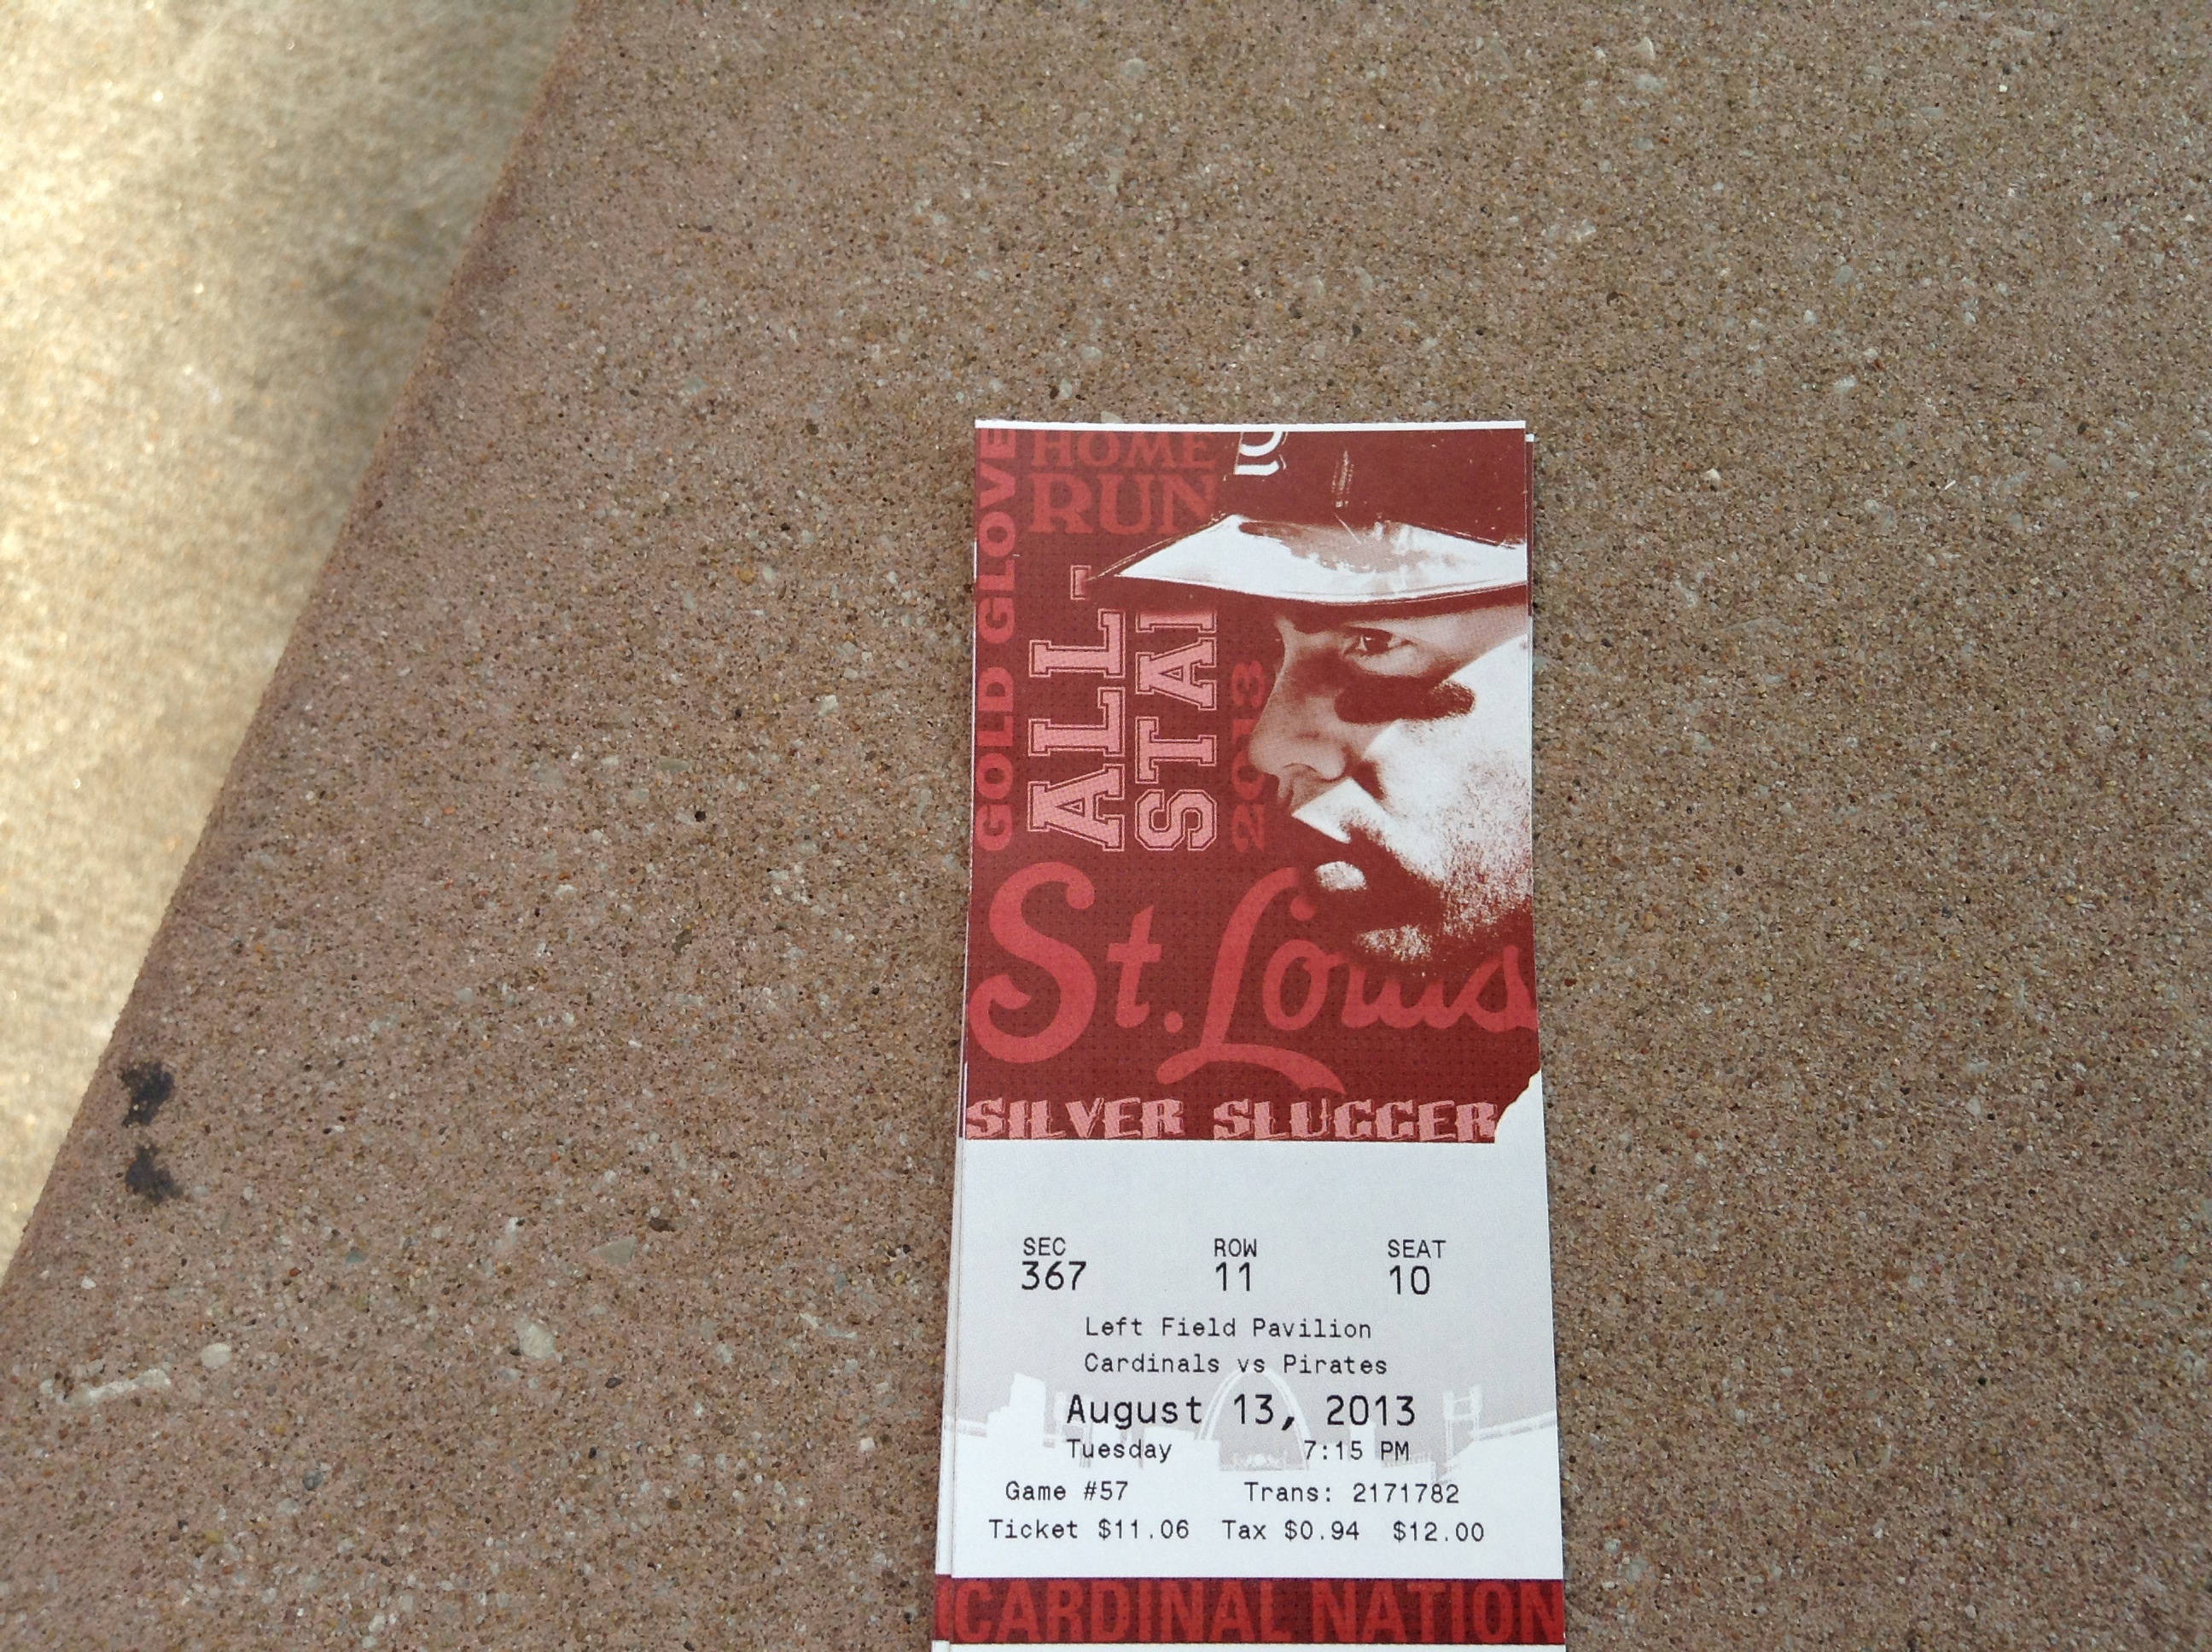 HOME
RUN
GOLD GLOVE
ALL-
STAR
2013
St. Louis
SILVER SLUGGER
SEC ROW SEAT
367 11 10
Left Field Pavilion
Cardinals vs Pirates
August 13, 2013
Tuesday 7:15 PM
Game #57 Trans: 2171782
Ticket $11.06 Tax $0.94 $12.00
CARDINAL NATION